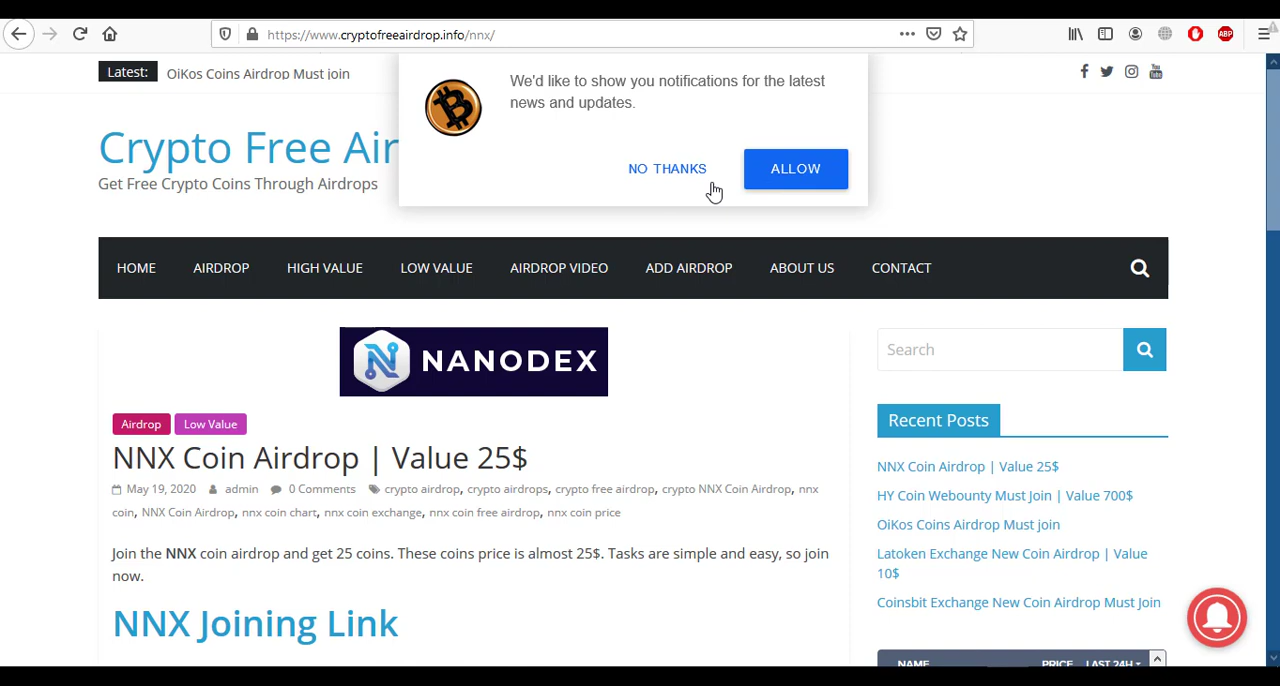 https://www.cryptofreeairdrop.info/nnx/
ABP
Latest:
OiKos Coins Airdrop Must join
We'd like to show you notifications for the latest
news and updates.
NO THANKS
ALLOW
Crypto Free Air
Get Free Crypto Coins Through Airdrops
You
Tube
HOME
AIRDROP
HIGH VALUE
LOW VALUE
AIRDROP VIDEO
ADD AIRDROP
ABOUT US
CONTACT
NANODEX
Airdrop
Low Value
NNX Coin Airdrop | Value 25$
May 19, 2020 admin 0 Comments crypto airdrop, crypto airdrops, crypto free airdrop, crypto NNX Coin Airdrop, nnx
coin, NNX Coin Airdrop, nnx coin chart, nnx coin exchange, nnx coin free airdrop, nnx coin price
Join the NNX coin airdrop and get 25 coins. These coins price is almost 25$. Tasks are simple and easy, so join
now.
NNX Joining Link
Search
Recent Posts
NNX Coin Airdrop | Value 25$
HY Coin Webounty Must Join | Value 700$
OiKos Coins Airdrop Must join
Latoken Exchange New Coin Airdrop | Value
10$
Coinsbit Exchange New Coin Airdrop Must Join
NAME PRICE LAST 24H